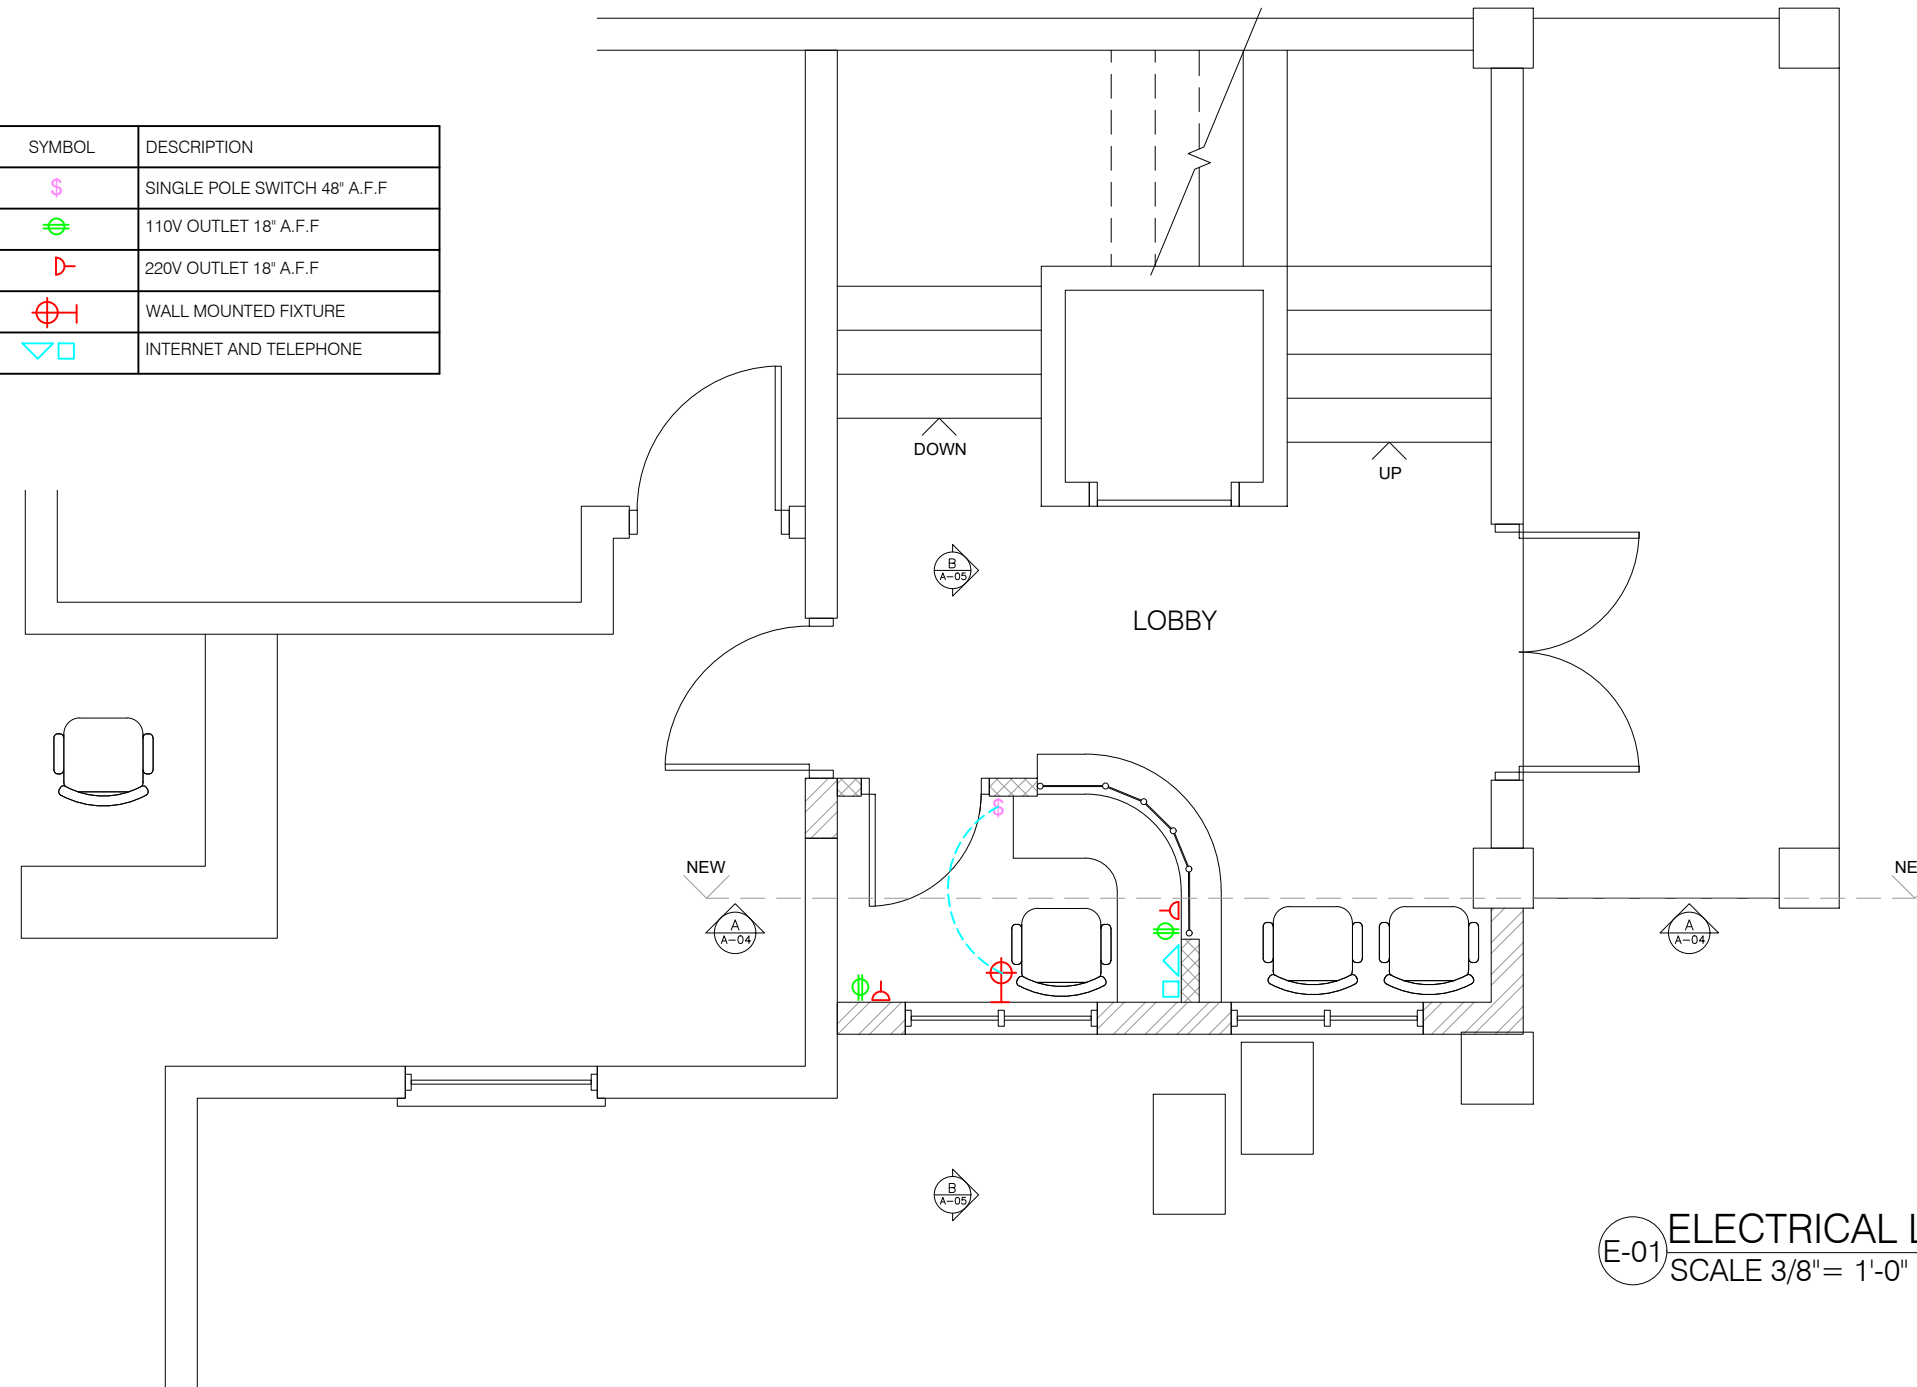 SYMBOL DESCRIPTION
$ SINGLE POLE SWITCH 48" A.F.F
110V OUTLET 18" A.F.F
220V OUTLET 18" A.F.F
WALL MOUNTED FIXTURE
INTERNET AND TELEPHONE
DOWN
UP
B
A-05
LOBBY
$
NEW
NE
A
A-04
A
A-04
B
A-05
E-01
ELECTRICAL L
SCALE 3/8"= 1'-0"